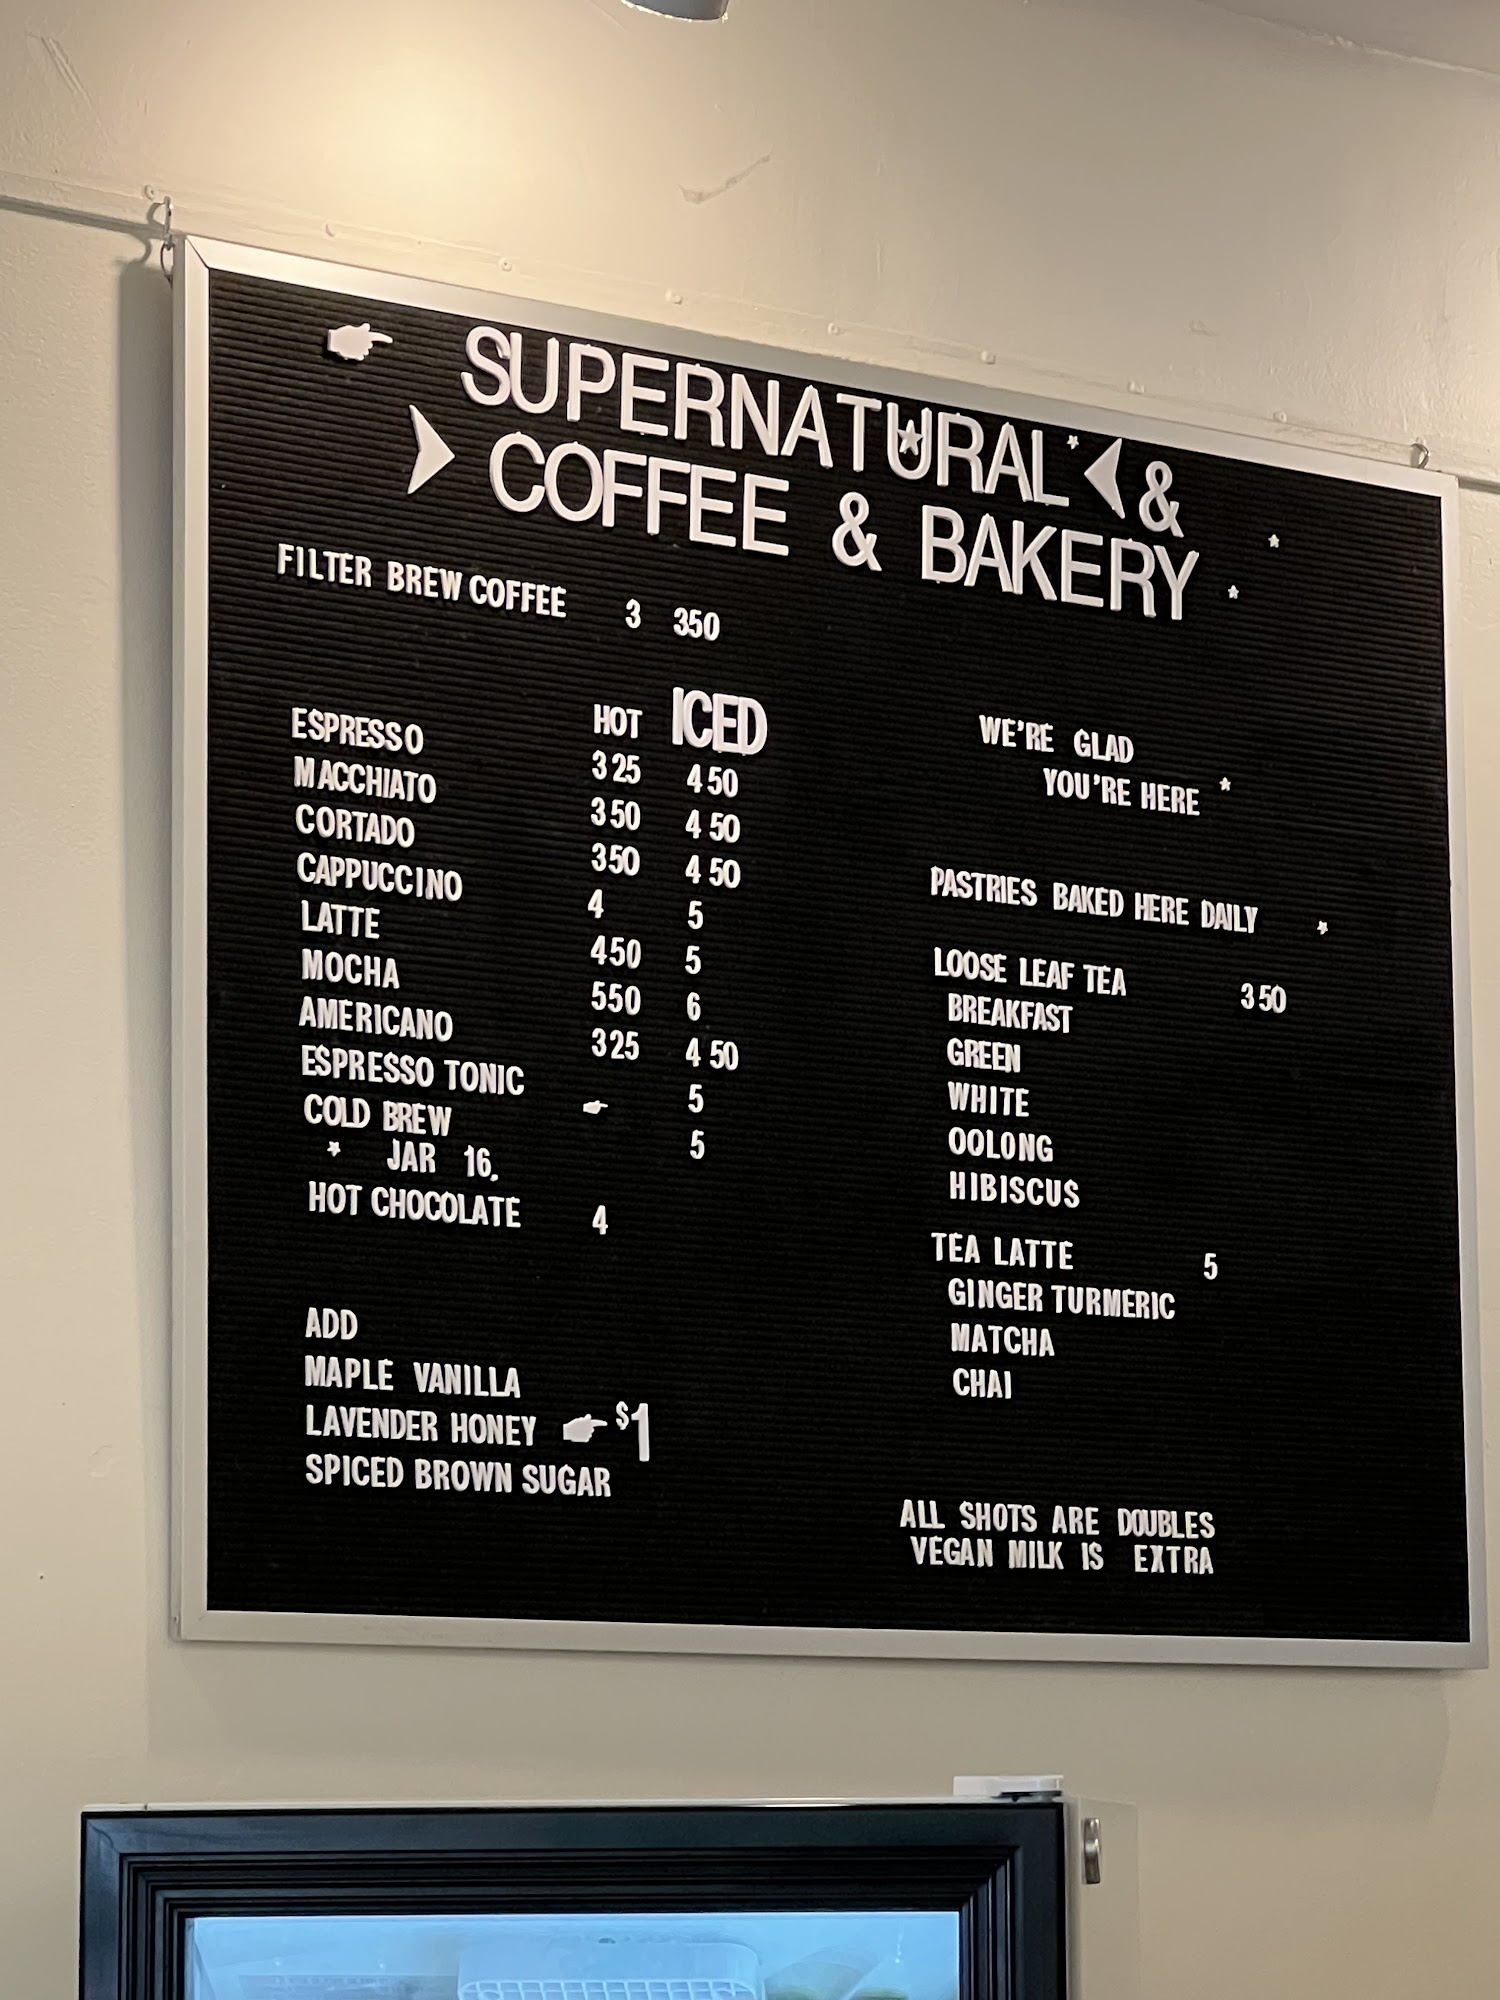 SUPERNATURAL &
COFFEE & BAKERY
FILTER BREW COFFEE 3 350
HOT ICED
ESPRESSO 325 450
MACCHIATO 350 450
CORTADO 350 450
CAPPUCCINO 4 5
LATTE 450 5
MOCHA 550 6
AMERICANO 325 450
ESPRESSO TONIC 5
COLD BREW 5
* JAR 16.
HOT CHOCOLATE 4
ADD
MAPLE VANILLA
LAVENDER HONEY $1
SPICED BROWN SUGAR
WE'RE GLAD
YOU'RE HERE
PASTRIES BAKED HERE DAILY
LOOSE LEAF TEA 350
BREAKFAST
GREEN
WHITE
OOLONG
HIBISCUS
TEA LATTE 5
GINGER TURMERIC
MATCHA
CHAI
ALL SHOTS ARE DOUBLES
VEGAN MILK IS EXTRA